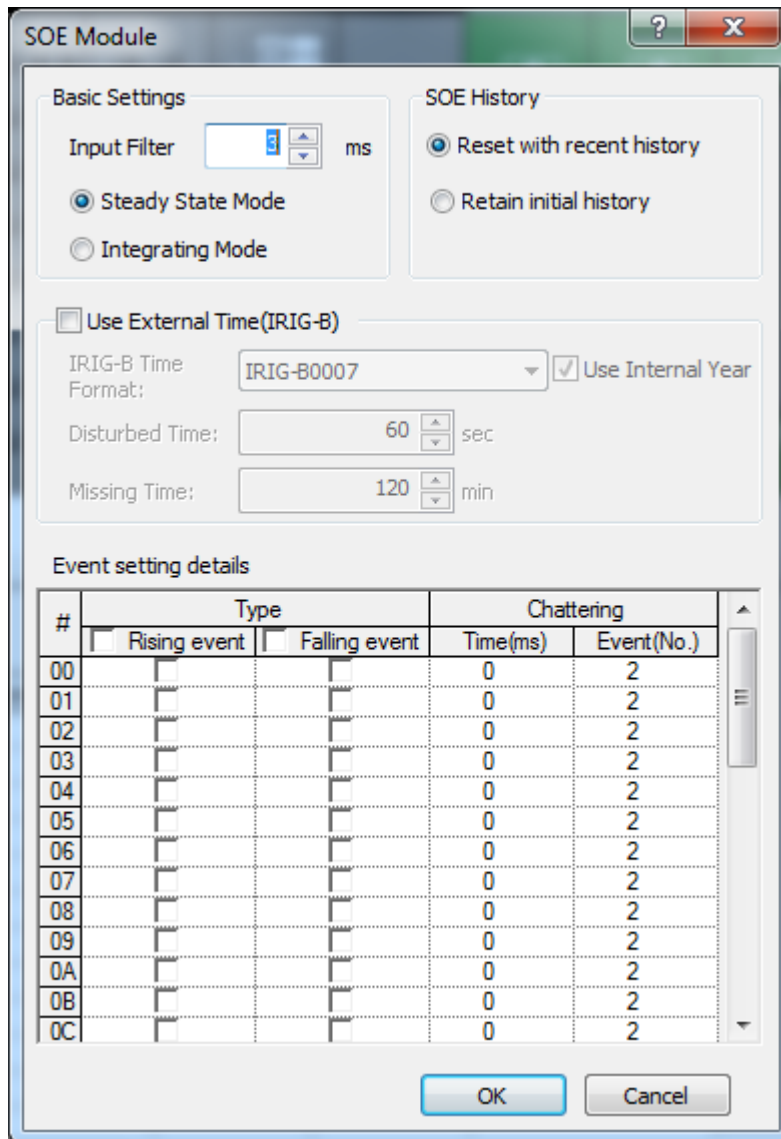 SOE Module
?
X
Basic Settings
Input Filter 3 ms
Steady State Mode
Integrating Mode
SOE History
Reset with recent history
Retain initial history
Use External Time(IRIG-B)
IRIG-B Time Format: IRIG-B0007 Use Internal Year
Disturbed Time: 60 sec
Missing Time: 120 min
Event setting details
# Type Chattering
Rising event Falling event Time(ms) Event(No.)
00 0 2
01 0 2
02 0 2
03 0 2
04 0 2
05 0 2
06 0 2
07 0 2
08 0 2
09 0 2
0A 0 2
0B 0 2
0C 0 2
OK Cancel